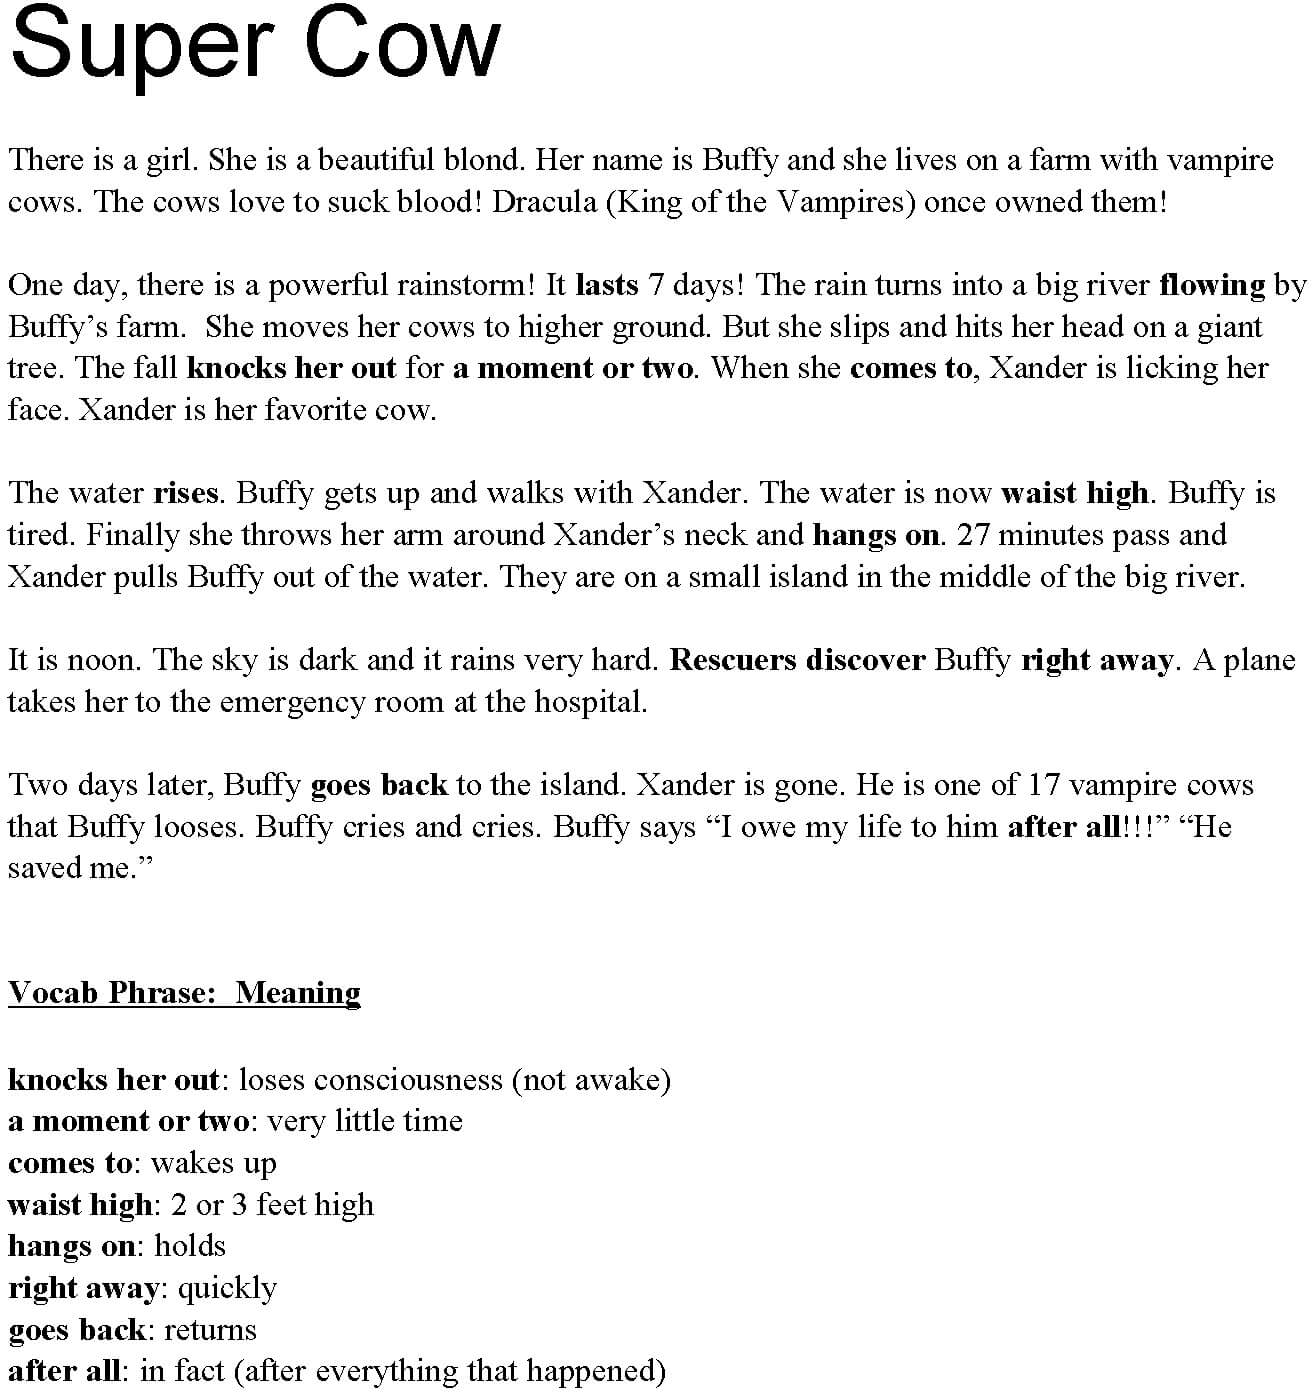 Super Cow
There is a girl. She is a beautiful blond. Her name is Buffy and she lives on a farm with vampire
cows. The cows love to suck blood! Dracula (King of the Vampires) once owned them!
One day, there is a powerful rainstorm! It lasts 7 days! The rain turns into a big river flowing by
Buffy’s farm.  She moves her cows to higher ground. But she slips and hits her head on a giant
tree. The fall knocks her out for a moment or two. When she comes to, Xander is licking her
face. Xander is her favorite cow.
The water rises. Buffy gets up and walks with Xander. The water is now waist high. Buffy is
tired. Finally she throws her arm around Xander’s neck and hangs on. 27 minutes pass and
Xander pulls Buffy out of the water. They are on a small island in the middle of the big river.
It is noon. The sky is dark and it rains very hard. Rescuers discover Buffy right away. A plane
takes her to the emergency room at the hospital.
Two days later, Buffy goes back to the island. Xander is gone. He is one of 17 vampire cows
that Buffy looses. Buffy cries and cries. Buffy says “I owe my life to him after all!!!” “He
saved me.”
Vocab Phrase:  Meaning
knocks her out: loses consciousness (not awake)
a moment or two: very little time
comes to: wakes up
waist high: 2 or 3 feet high
hangs on: holds
right away: quickly
goes back: returns
after all: in fact (after everything that happened)